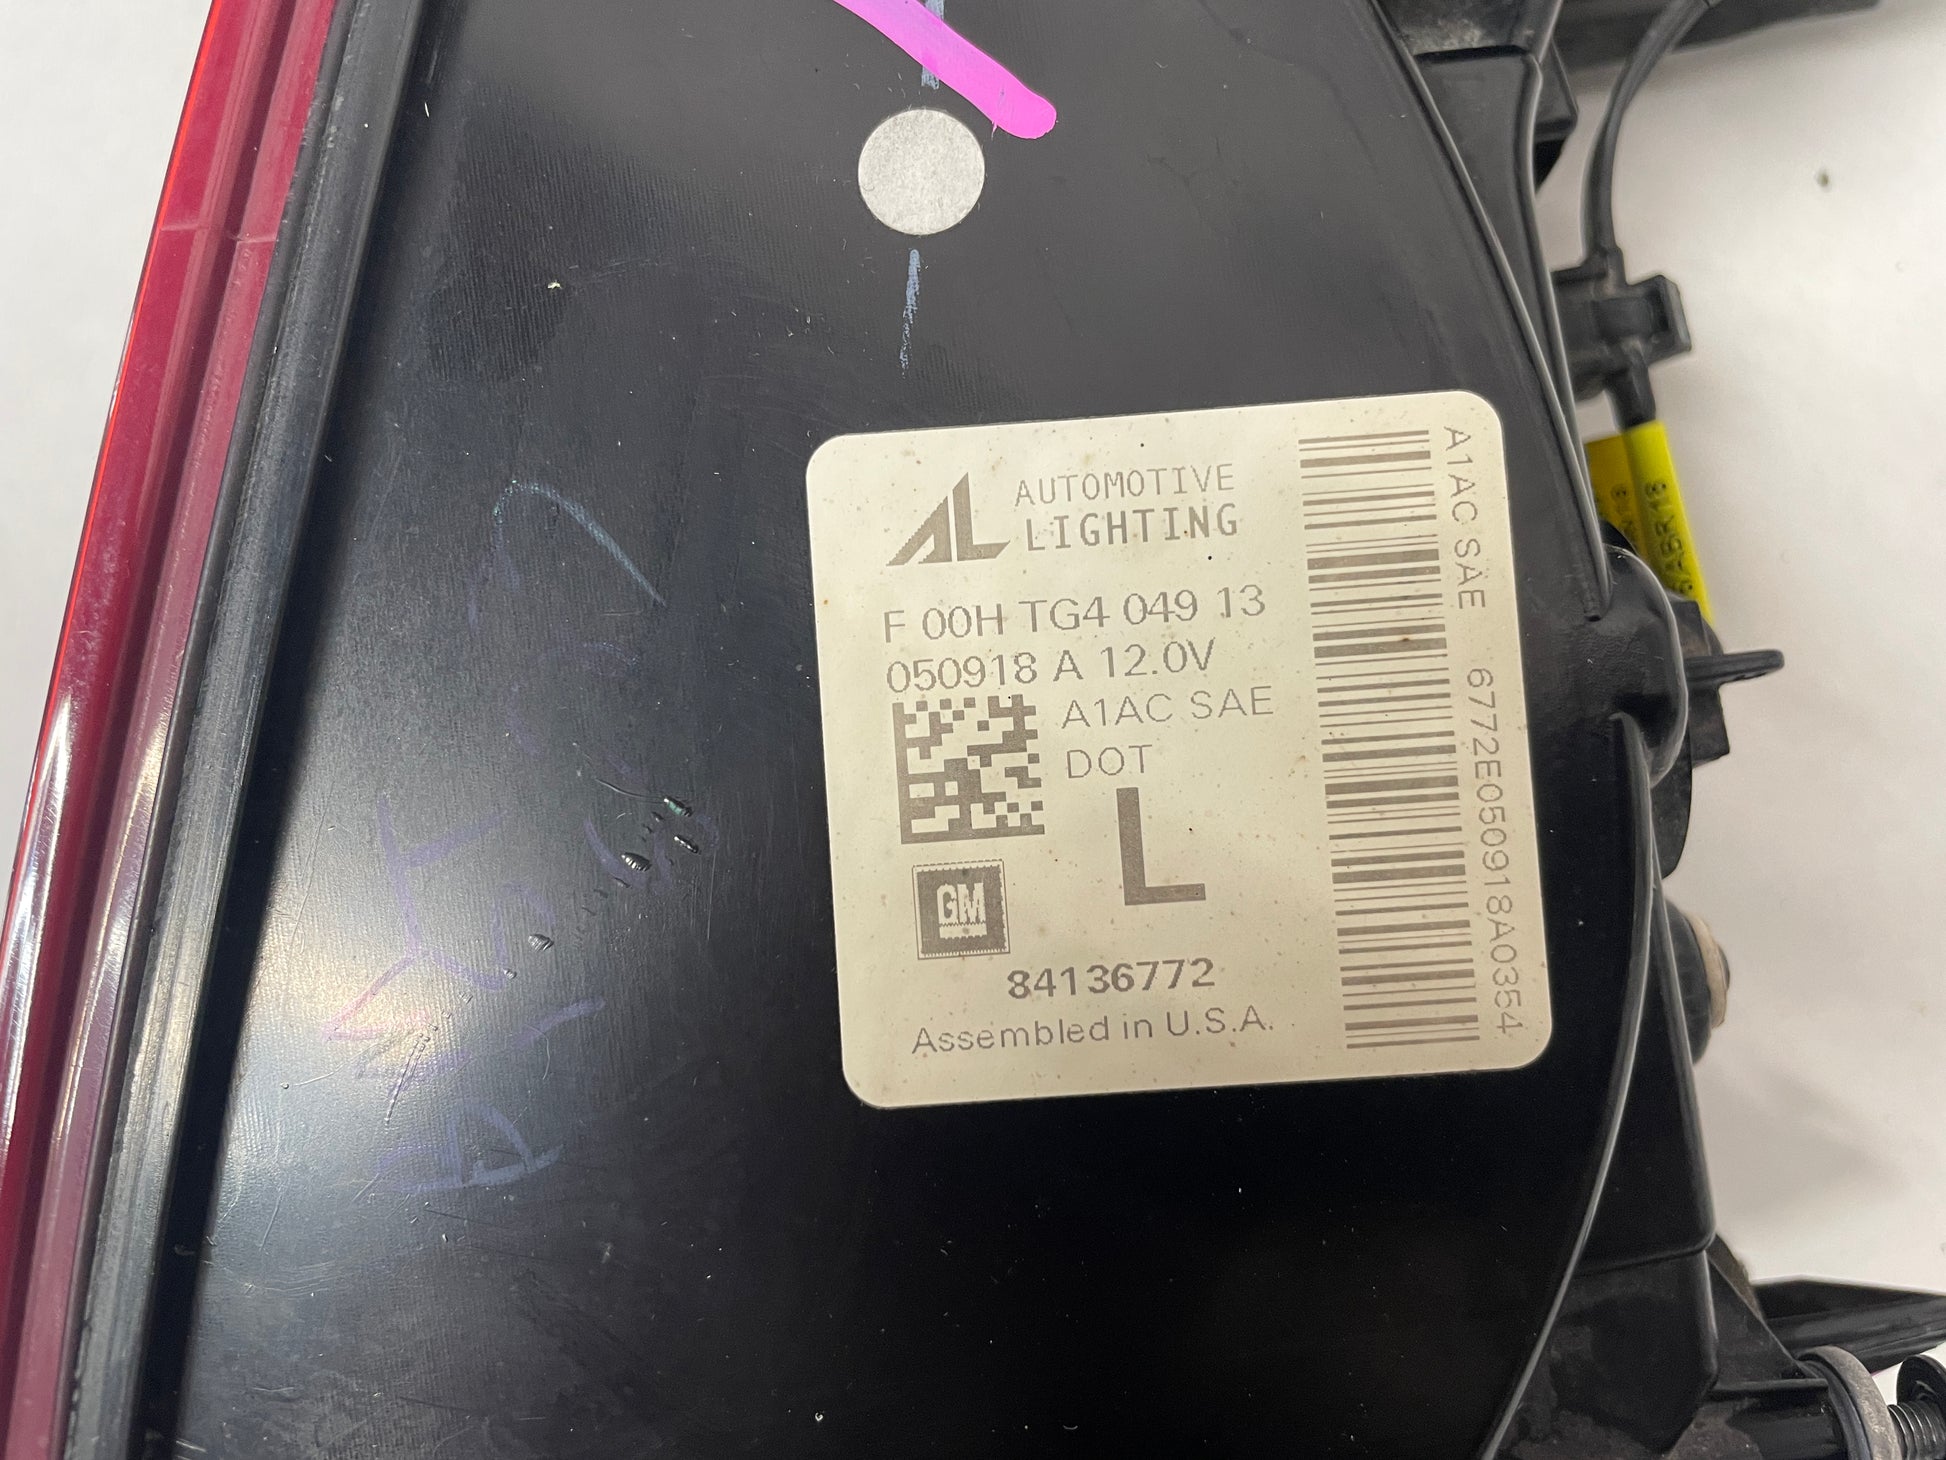 AUTOMOTIVE
LIGHTING
F 00H TG4 049 13
050918 A 12.0V
A1AC SAE
DOT
L
GM
84136772
Assembled in U.S.A.
A1AC SAE 6772E050918A0354